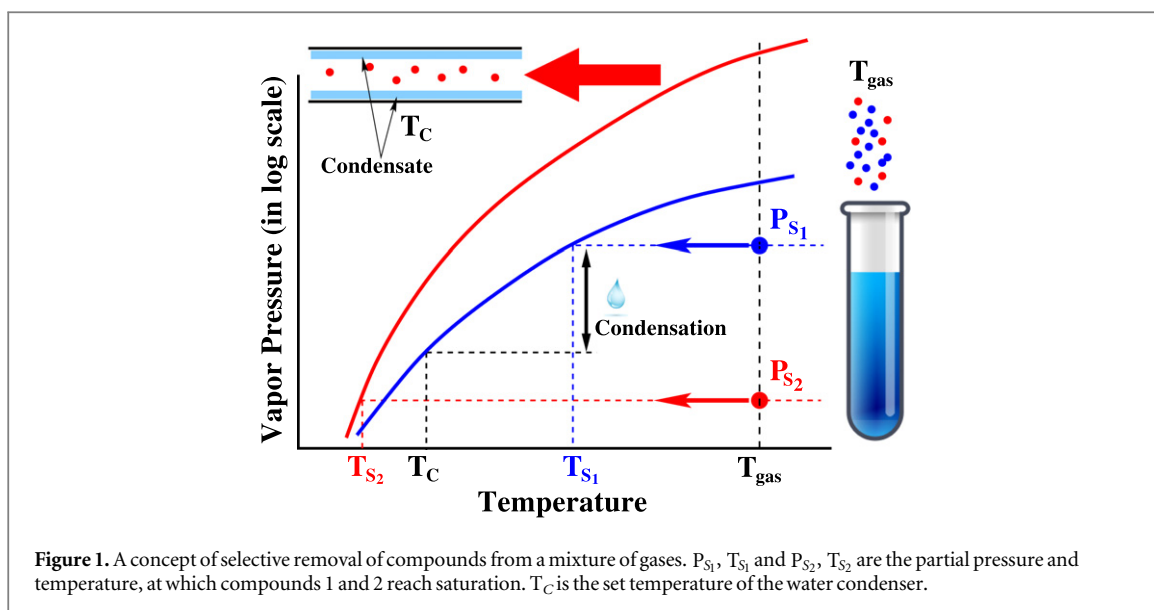 T_gas
Vapor Pressure (in log scale)
T_C
Condensate
P_S₁
Condensation
P_S₂
T_S₂ T_C T_S₁ T_gas
Temperature
Figure 1. A concept of selective removal of compounds from a mixture of gases. P_S₁, T_S₁ and P_S₂, T_S₂ are the partial pressure and
temperature, at which compounds 1 and 2 reach saturation. T_C is the set temperature of the water condenser.